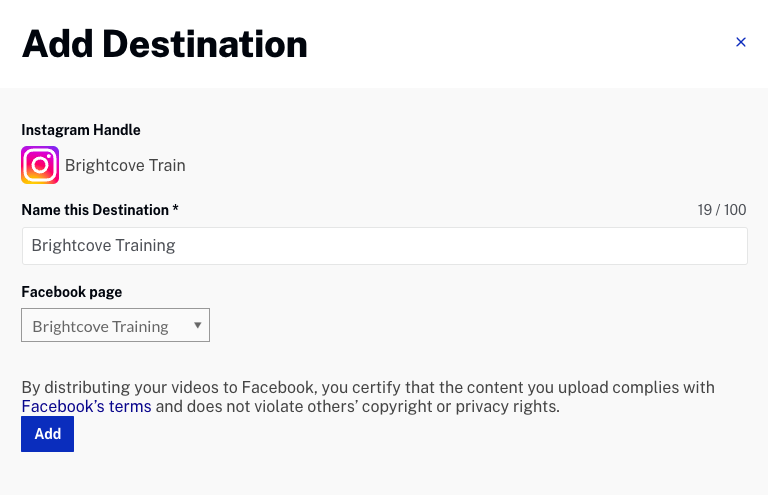 Add Destination
×
Instagram Handle
Brightcove Train
Name this Destination * 19 / 100
Brightcove Training
Facebook page
Brightcove Training
By distributing your videos to Facebook, you certify that the content you upload complies with
Facebook’s terms and does not violate others’ copyright or privacy rights.
Add